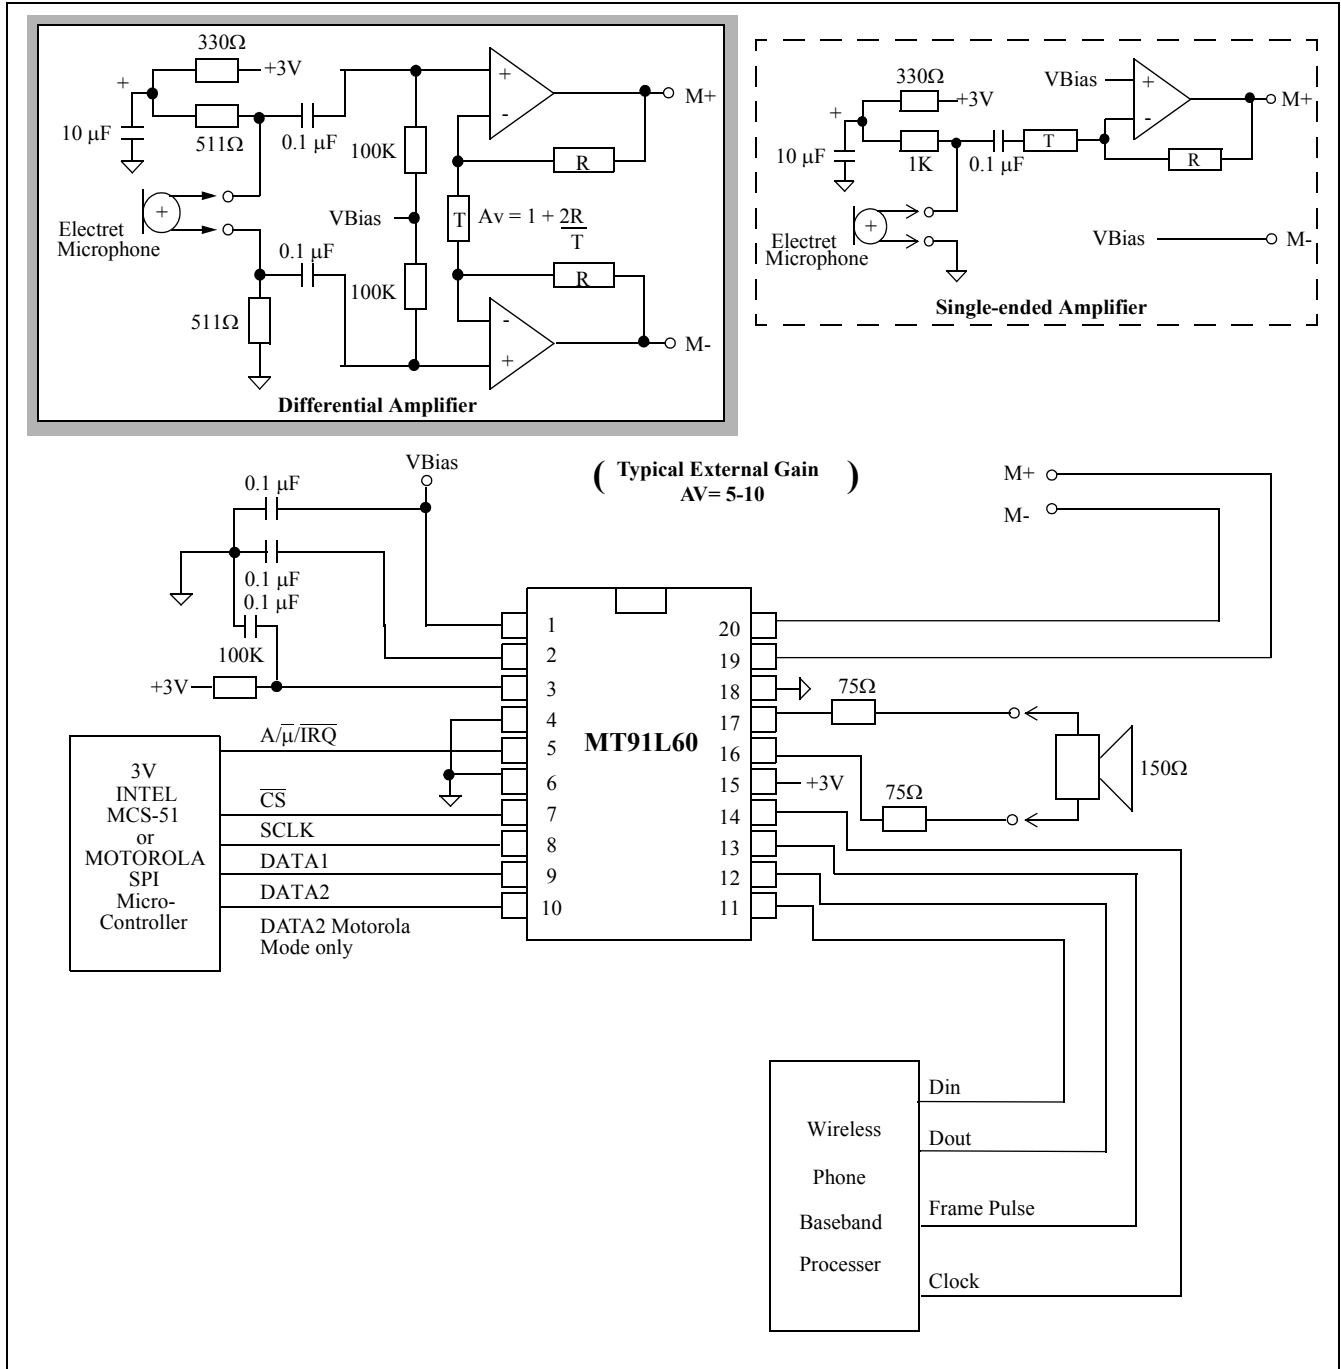 330Ω
+3V
+
10 μF
511Ω
0.1 μF
100K
+
-
M+
R
Electret
Microphone
+
VBias
T
Av = 1 + 2R
T
0.1 μF
100K
R
511Ω
-
+
M-
Differential Amplifier
VBias
+
-
M+
330Ω
+3V
+
10 μF
1K
0.1 μF
T
R
Electret
Microphone
+
VBias
M-
Single-ended Amplifier
VBias
0.1 μF
0.1 μF
0.1 μF
100K
+3V
( Typical External Gain )
AV= 5-10
M+
M-
MT91L60
1
2
3
4
5
6
7
8
9
10
20
19
18
17
16
15
14
13
12
11
75Ω
+3V
75Ω
150Ω
3V
INTEL
MCS-51
or
MOTOROLA
SPI
Micro-
Controller
A/μ̅/I̅R̅Q̅
C̅S̅
SCLK
DATA1
DATA2
DATA2 Motorola
Mode only
Wireless
Phone
Baseband
Processer
Din
Dout
Frame Pulse
Clock